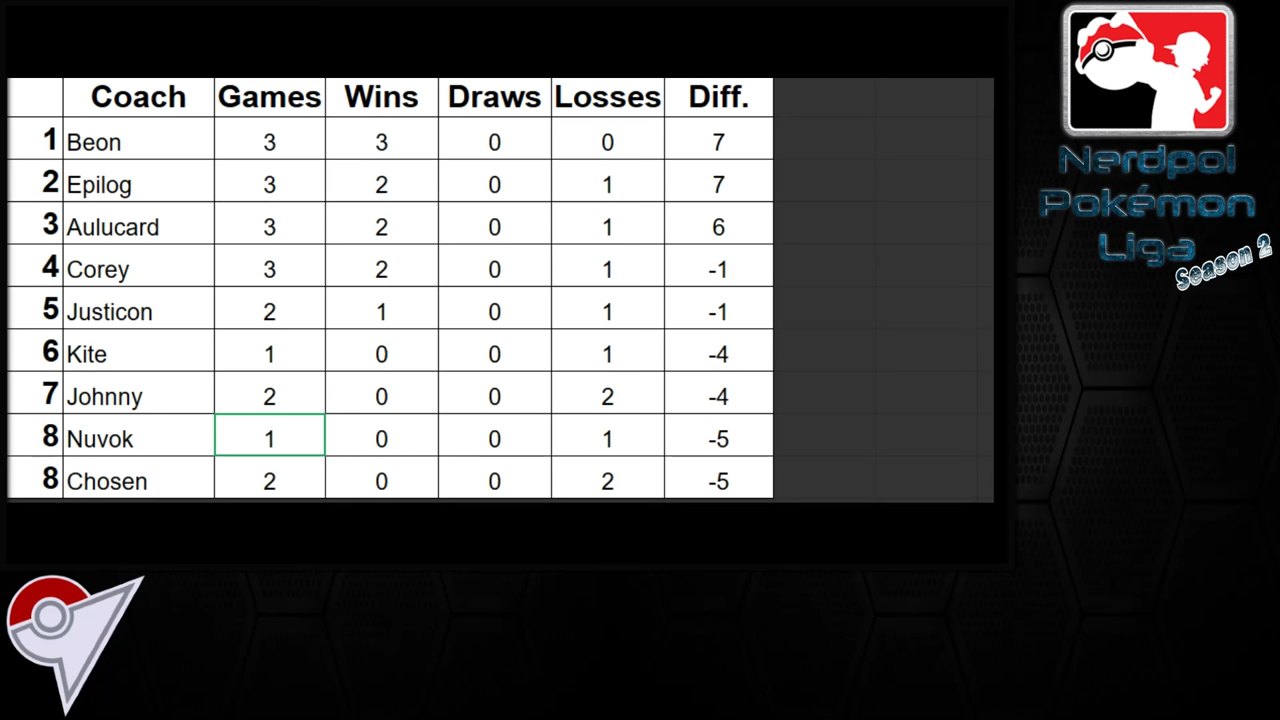 Coach Games Wins Draws Losses Diff.
1 Beon 3 3 0 0 7
2 Epilog 3 2 0 1 7
3 Aulucard 3 2 0 1 6
4 Corey 3 2 0 1 -1
5 Justicon 2 1 0 1 -1
6 Kite 1 0 0 1 -4
7 Johnny 2 0 0 2 -4
8 Nuvok 1 0 0 1 -5
8 Chosen 2 0 0 2 -5
Nerdpol
Pokémon
Liga
Season 2